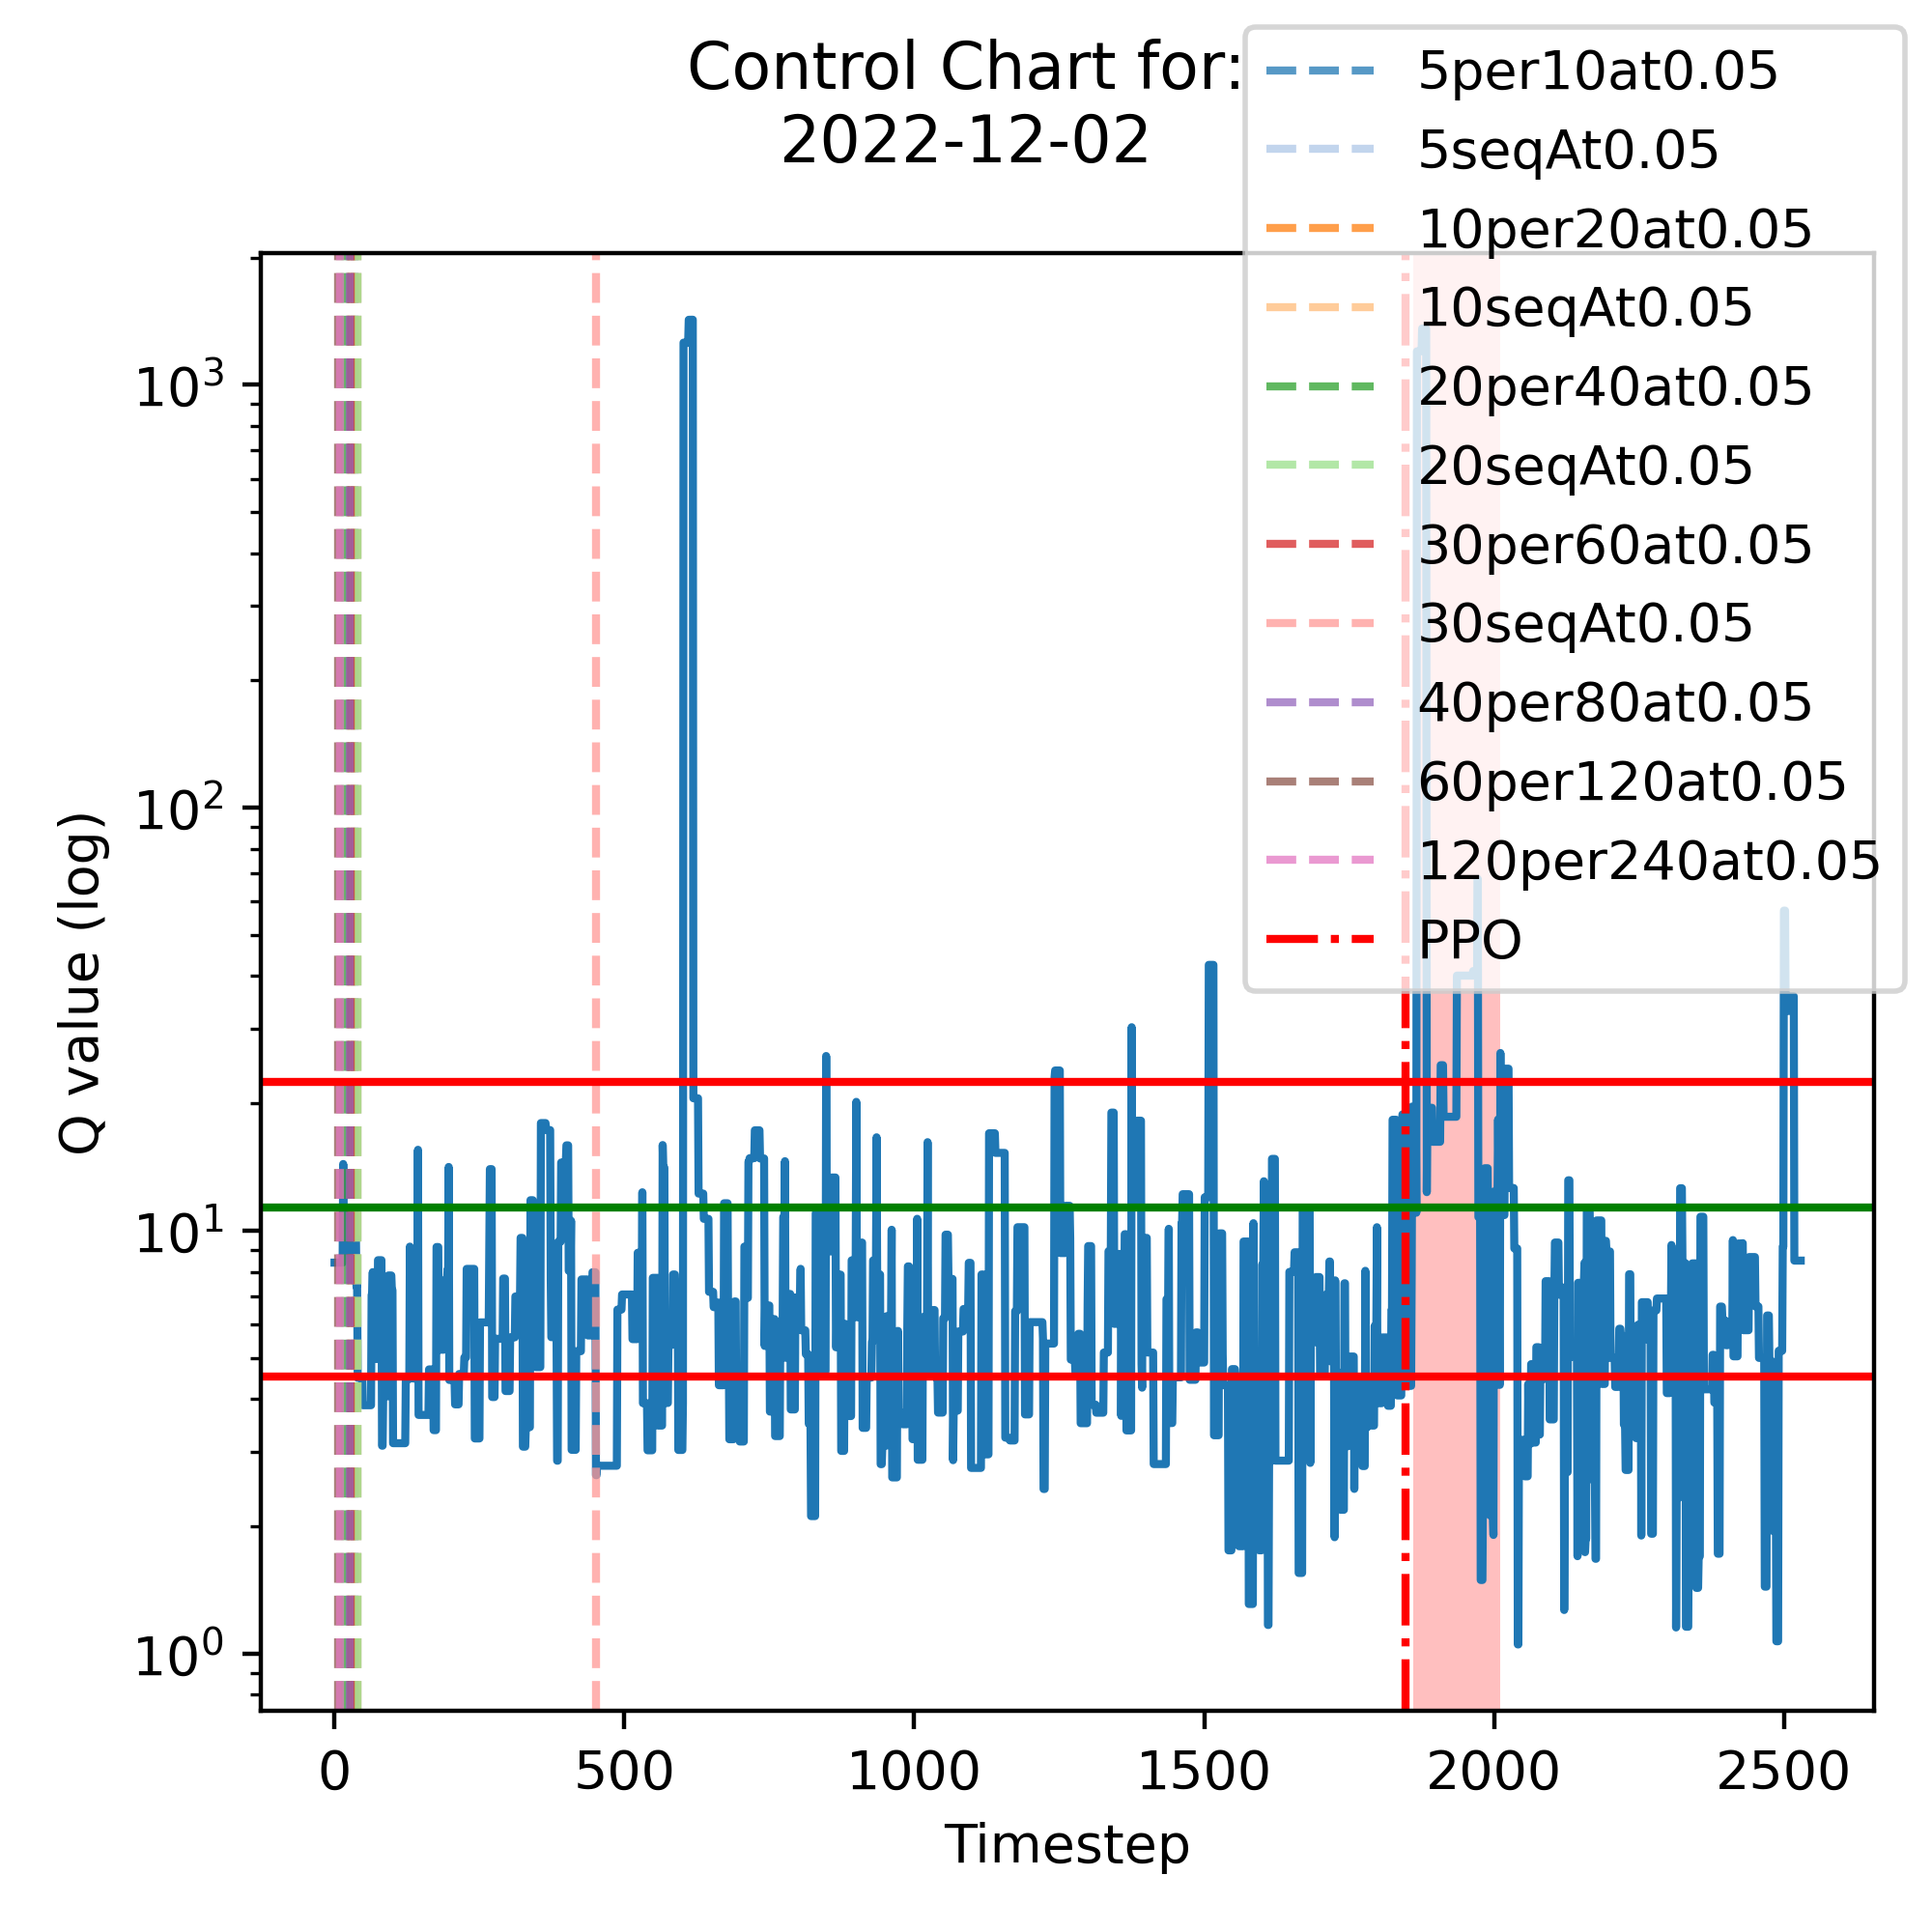 Control Chart for:
2022-12-02
5per10at0.05
5seqAt0.05
10per20at0.05
10seqAt0.05
20per40at0.05
20seqAt0.05
30per60at0.05
30seqAt0.05
40per80at0.05
60per120at0.05
120per240at0.05
PPO
Q value (log)
10³
10²
10¹
10⁰
0 500 1000 1500 2000 2500
Timestep